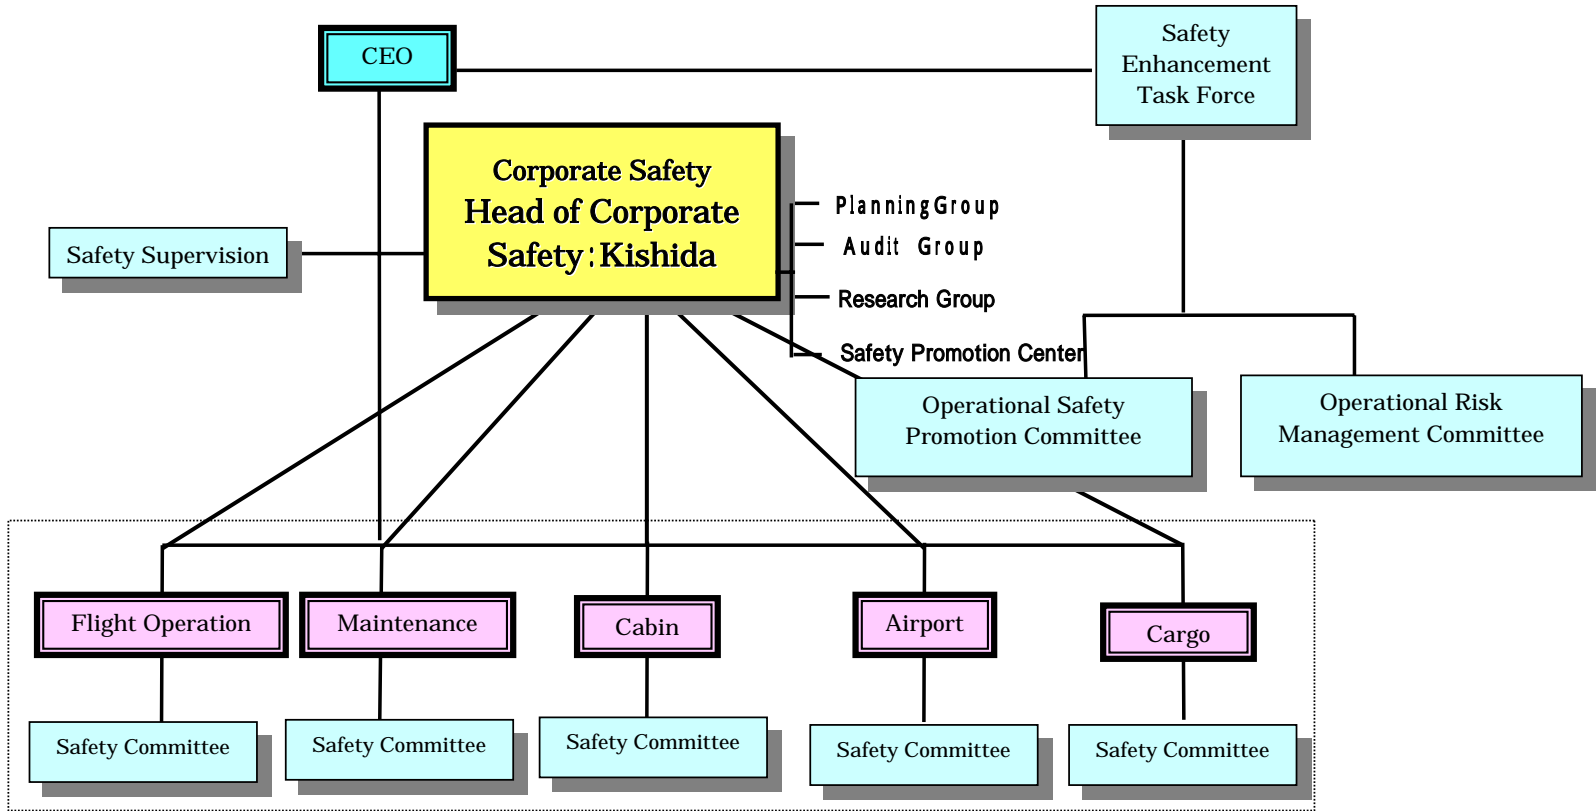 CEO
Safety
Enhancement
Task Force
Corporate Safety
Head of Corporate
Safety:Kishida
Planning Group
Audit Group
Research Group
Safety Promotion Center
Safety Supervision
Operational Safety
Promotion Committee
Operational Risk
Management Committee
Flight Operation
Maintenance
Cabin
Airport
Cargo
Safety Committee
Safety Committee
Safety Committee
Safety Committee
Safety Committee